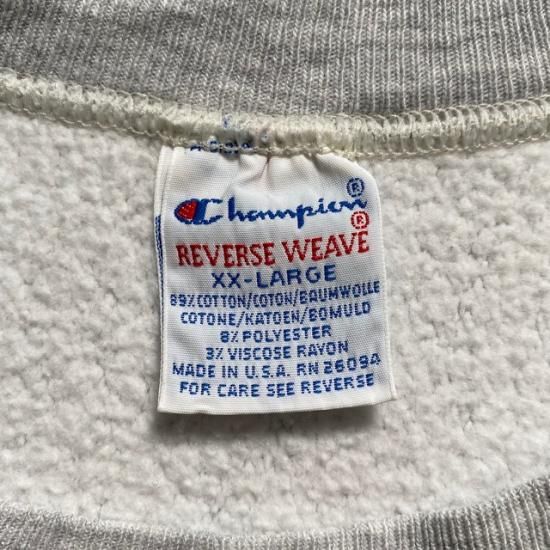 Champion®
REVERSE WEAVE®
XX-LARGE
89% COTTON/COTON/BAUMWOLLE
COTONE/KATOEN/BOMULD
8% POLYESTER
3% VISCOSE RAYON
MADE IN U.S.A. RN 26094
FOR CARE SEE REVERSE